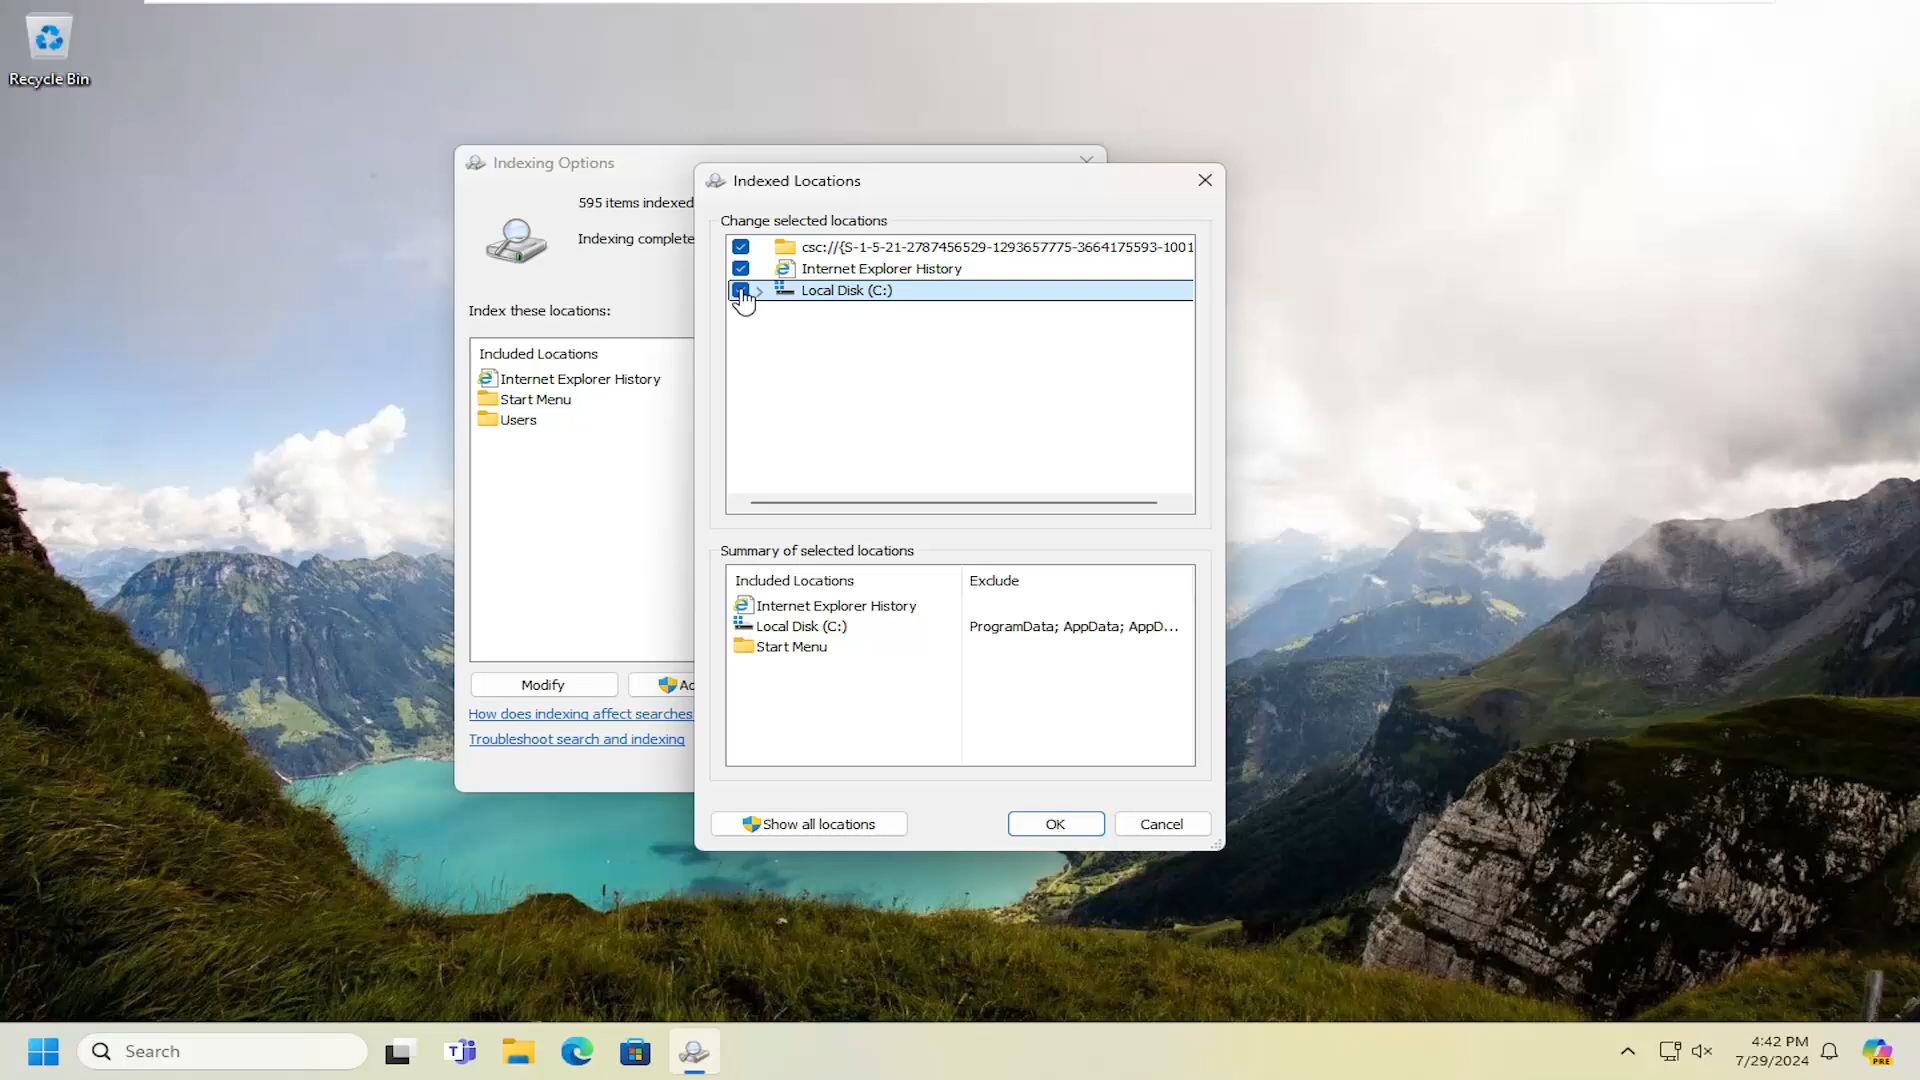 Recycle Bin
Indexing Options
595 items indexed
Indexing complete
Index these locations:
Included Locations
Internet Explorer History
Start Menu
Users
Modify
How does indexing affect searches
Troubleshoot search and indexing
Indexed Locations
Change selected locations
csc://{S-1-5-21-2787456529-1293657775-3664175593-1001
Internet Explorer History
Local Disk (C:)
Summary of selected locations
Included Locations
Exclude
Internet Explorer History
Local Disk (C:)
ProgramData; AppData; AppD...
Start Menu
Show all locations
OK
Cancel
Search
4:42 PM
7/29/2024
PRE